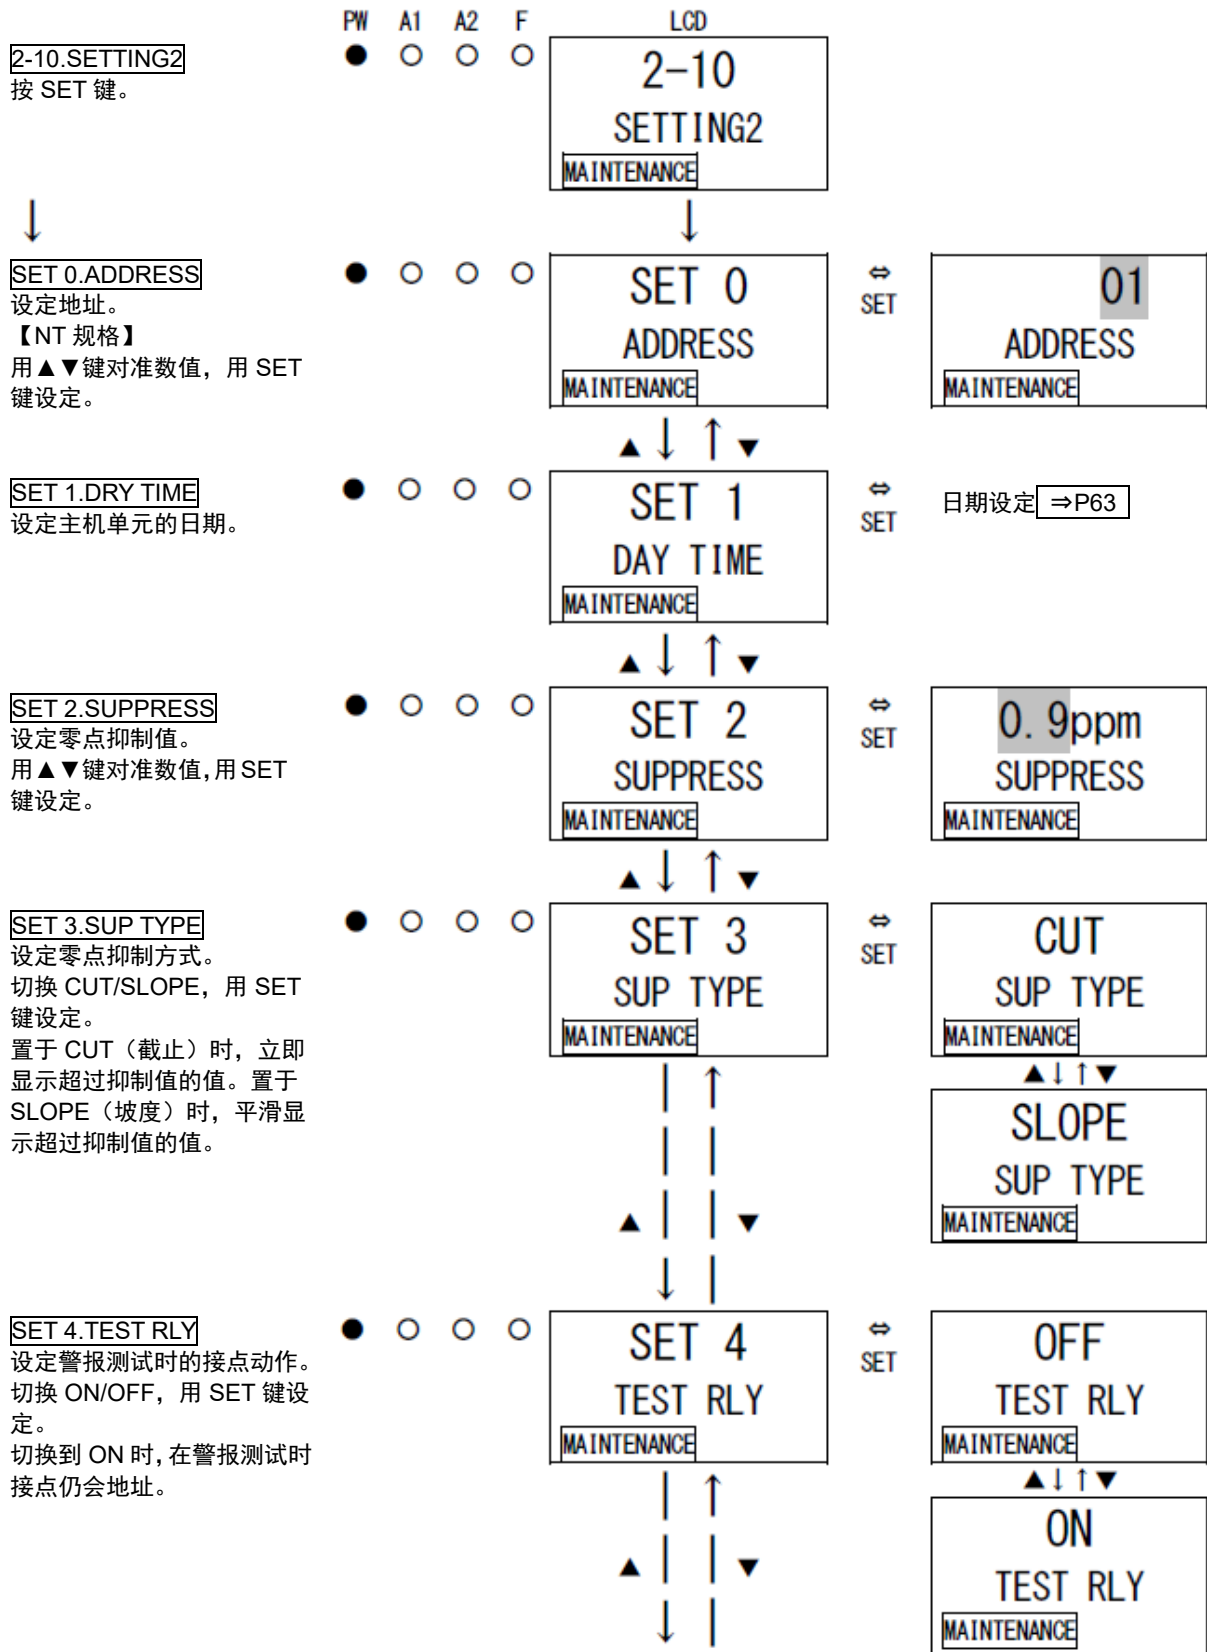 PW A1 A2 F LCD
2-10.SETTING2
按 SET 键。
● ○ ○ ○
2-10
SETTING2
MAINTENANCE
↓ ↓
SET 0.ADDRESS
设定地址。
【NT 规格】
用▲▼键对准数值，用 SET
键设定。
● ○ ○ ○
SET 0
ADDRESS
MAINTENANCE
⇔
SET
01
ADDRESS
MAINTENANCE
▲↓ ↑▼
SET 1.DRY TIME
设定主机单元的日期。
● ○ ○ ○
SET 1
DAY TIME
MAINTENANCE
⇔
SET
日期设定 ⇒P63
▲↓ ↑▼
SET 2.SUPPRESS
设定零点抑制值。
用▲▼键对准数值，用 SET
键设定。
● ○ ○ ○
SET 2
SUPPRESS
MAINTENANCE
⇔
SET
0.9ppm
SUPPRESS
MAINTENANCE
▲↓ ↑▼
SET 3.SUP TYPE
设定零点抑制方式。
切换 CUT/SLOPE，用 SET
键设定。
置于 CUT（截止）时，立即
显示超过抑制值的值。置于
SLOPE（坡度）时，平滑显
示超过抑制值的值。
● ○ ○ ○
SET 3
SUP TYPE
MAINTENANCE
⇔
SET
CUT
SUP TYPE
MAINTENANCE
▲↓↑▼
SLOPE
SUP TYPE
MAINTENANCE
▲↓ ↑▼
SET 4.TEST RLY
设定警报测试时的接点动作。
切换 ON/OFF，用 SET 键设
定。
切换到 ON 时，在警报测试时
接点仍会地址。
● ○ ○ ○
SET 4
TEST RLY
MAINTENANCE
⇔
SET
OFF
TEST RLY
MAINTENANCE
▲↓↑▼
ON
TEST RLY
MAINTENANCE
▲↓ ↑▼